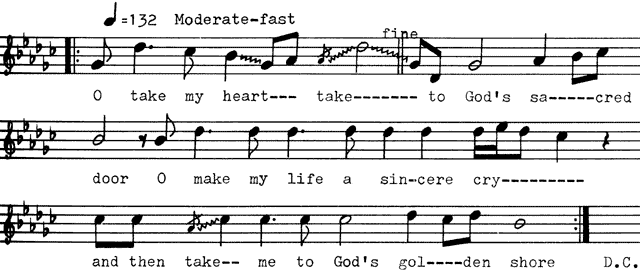 ♩=132 Moderate-fast
fine
O take my heart--- take------- to God's sa-----cred
door O make my life a sin-cere cry---------
and then take-- me to God's gol----den shore D.C.